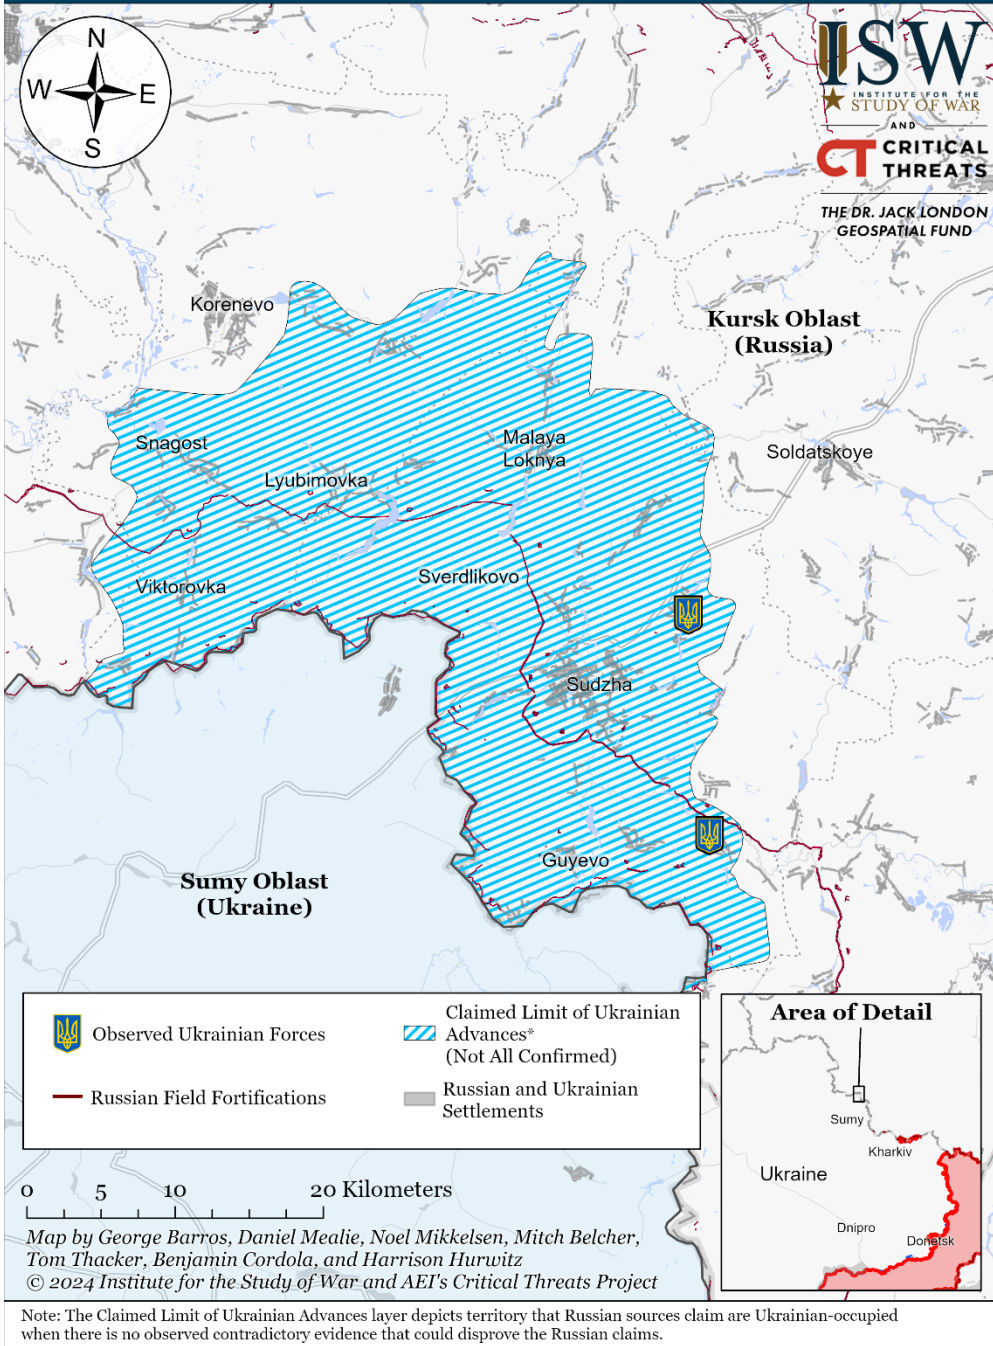 N
W
E
S
ISW
INSTITUTE FOR THE
STUDY OF WAR
AND
CT CRITICAL
THREATS
THE DR. JACK LONDON
GEOSPATIAL FUND
Korenevo
Kursk Oblast
(Russia)
Snagost
Malaya
Loknya
Soldatskoye
Lyubimovka
Viktorovka
Sverdlikovo
Sudzha
Guyevo
Sumy Oblast
(Ukraine)
Observed Ukrainian Forces
Claimed Limit of Ukrainian
Advances*
(Not All Confirmed)
Russian Field Fortifications
Russian and Ukrainian
Settlements
Area of Detail
Sumy
Kharkiv
Ukraine
Dnipro
Donetsk
0 5 10 20 Kilometers
Map by George Barros, Daniel Mealie, Noel Mikkelsen, Mitch Belcher,
Tom Thacker, Benjamin Cordola, and Harrison Hurwitz
© 2024 Institute for the Study of War and AEI's Critical Threats Project
Note: The Claimed Limit of Ukrainian Advances layer depicts territory that Russian sources claim are Ukrainian-occupied
when there is no observed contradictory evidence that could disprove the Russian claims.